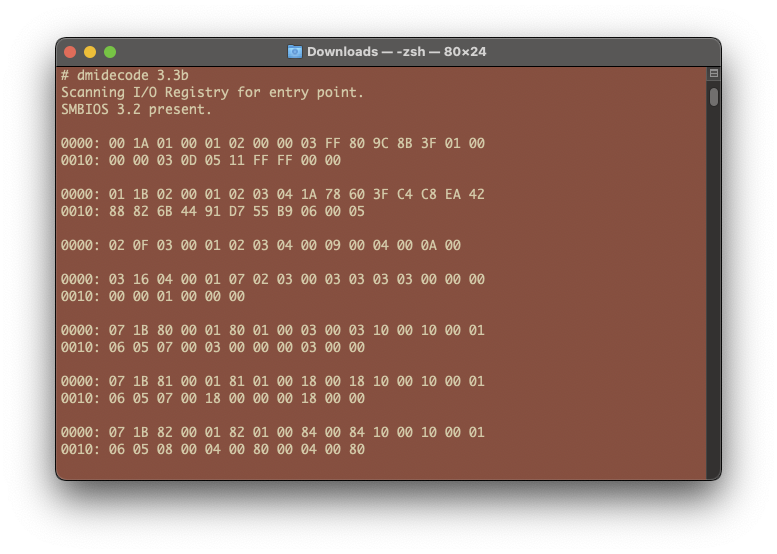 Downloads — -zsh — 80×24
# dmidecode 3.3b
Scanning I/O Registry for entry point.
SMBIOS 3.2 present.
0000: 00 1A 01 00 01 02 00 00 03 FF 80 9C 8B 3F 01 00
0010: 00 00 03 0D 05 11 FF FF 00 00
0000: 01 1B 02 00 01 02 03 04 1A 78 60 3F C4 C8 EA 42
0010: 88 82 6B 44 91 D7 55 B9 06 00 05
0000: 02 0F 03 00 01 02 03 04 00 09 00 04 00 0A 00
0000: 03 16 04 00 01 07 02 03 00 03 03 03 03 00 00 00
0010: 00 00 01 00 00 00
0000: 07 1B 80 00 01 80 01 00 03 00 03 10 00 10 00 01
0010: 06 05 07 00 03 00 00 00 03 00 00
0000: 07 1B 81 00 01 81 01 00 18 00 18 10 00 10 00 01
0010: 06 05 07 00 18 00 00 00 18 00 00
0000: 07 1B 82 00 01 82 01 00 84 00 84 10 00 10 00 01
0010: 06 05 08 00 04 00 80 00 04 00 80